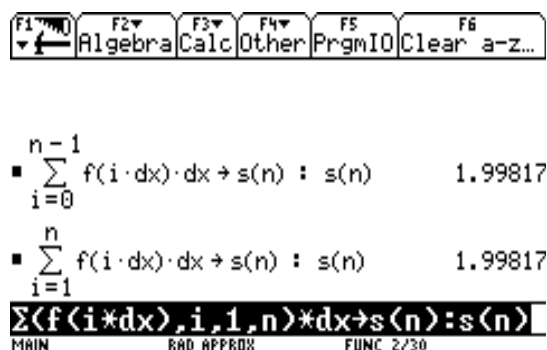 F1 F2▼ F3▼ F4▼ F5 F6
▼ Algebra Calc Other PrgmIO Clear a-z…
n - 1
▪ ∑ f(i·dx)·dx → s(n) : s(n) 1.99817
i=0
n
▪ ∑ f(i·dx)·dx → s(n) : s(n) 1.99817
i=1
Σ(f(i*dx),i,1,n)*dx→s(n):s(n)
MAIN RAD APPROX FUNC 2/30